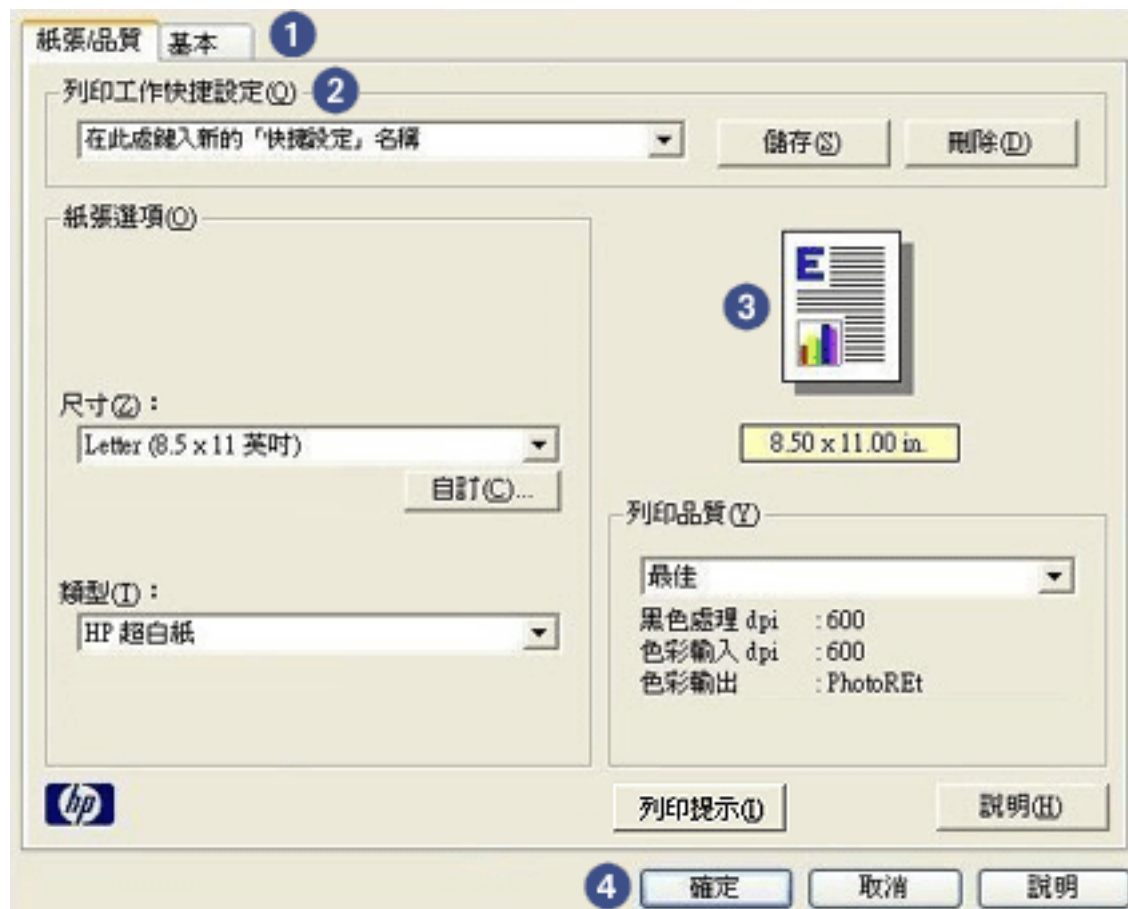 紙張/品質 基本 1
列印工作快捷設定(Q) 2
在此處鍵入新的「快捷設定」名稱 儲存(S) 刪除(D)
紙張選項(O)
E
3
尺寸(Z)：
Letter (8.5 x 11 英吋)
8.50 x 11.00 in.
自訂(C)...
列印品質(Y)
最佳
類型(T)：
HP 超白紙
黑色處理 dpi : 600
色彩輸入 dpi : 600
色彩輸出 : PhotoREt
hp
列印提示(I) 說明(H)
4 確定 取消 說明